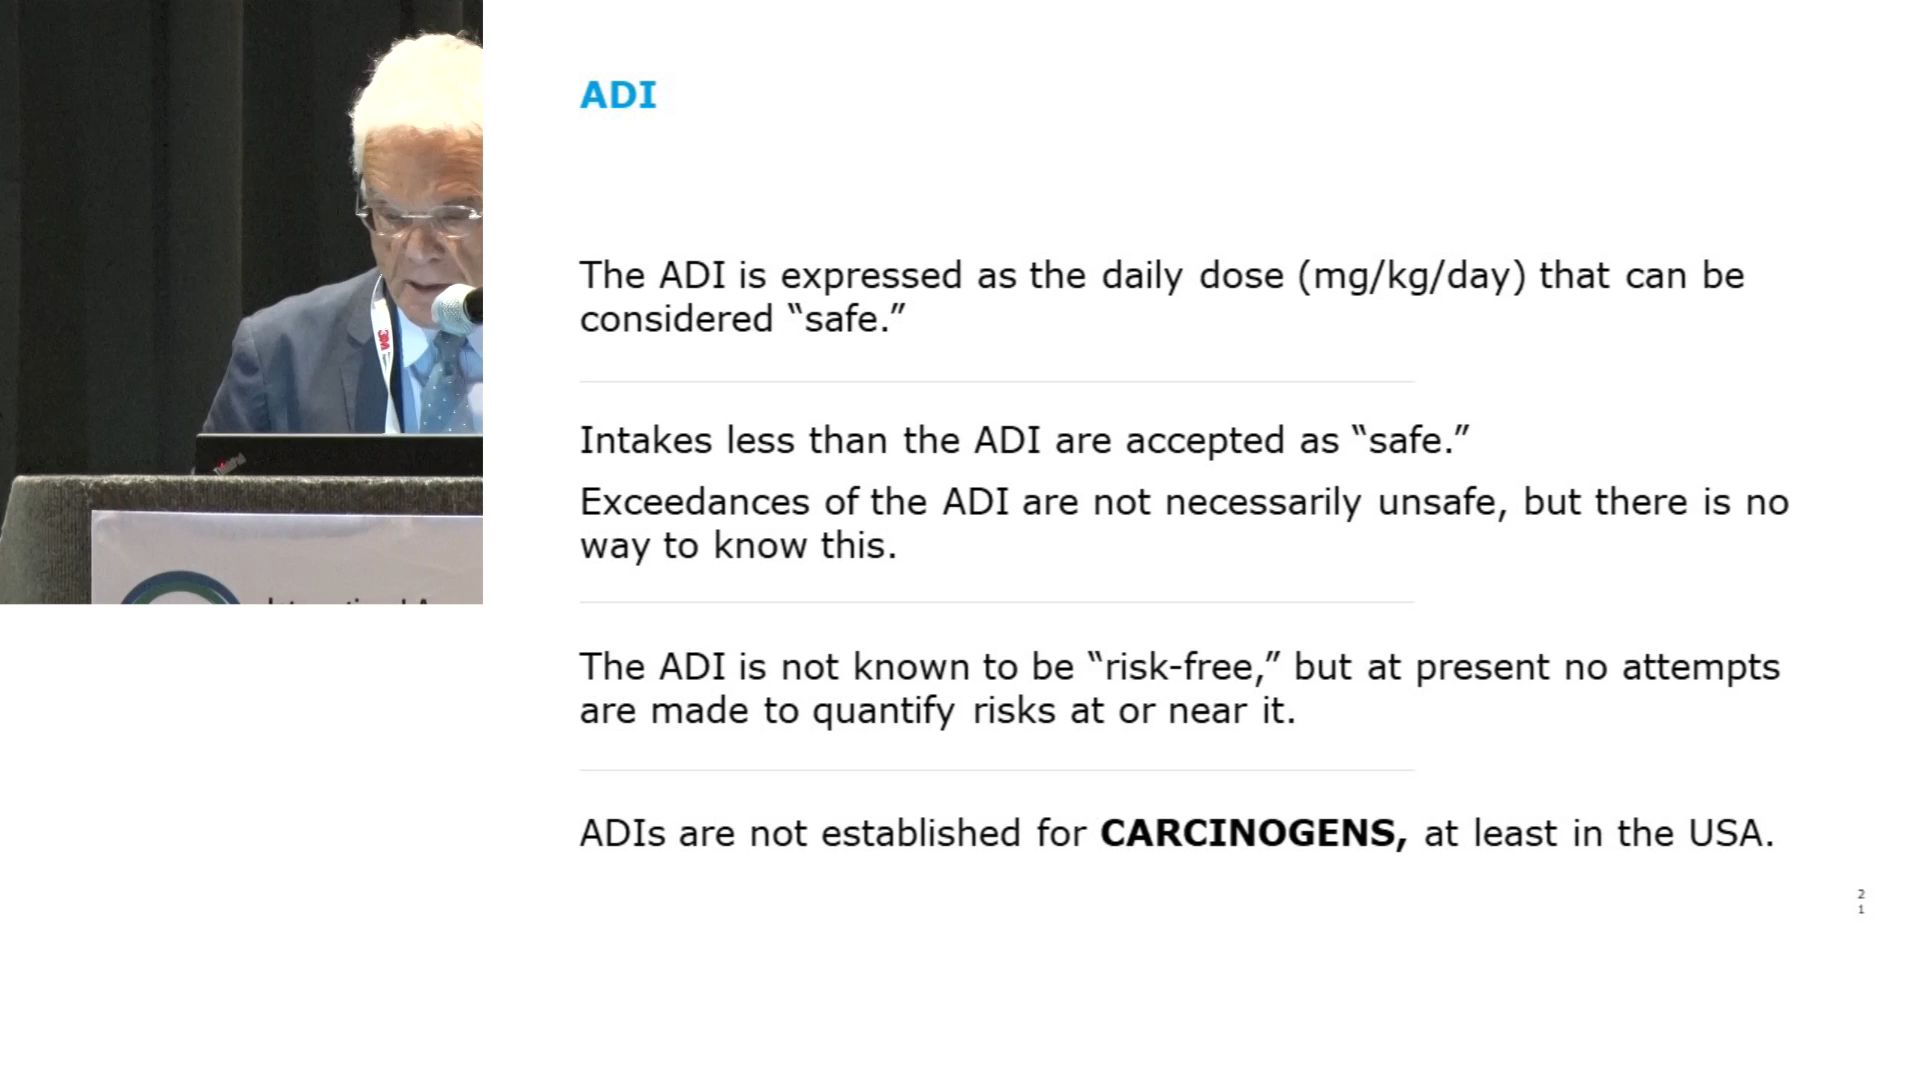 ADI
The ADI is expressed as the daily dose (mg/kg/day) that can be
considered “safe.”
Intakes less than the ADI are accepted as “safe.”
Exceedances of the ADI are not necessarily unsafe, but there is no
way to know this.
The ADI is not known to be “risk-free,” but at present no attempts
are made to quantify risks at or near it.
ADIs are not established for CARCINOGENS, at least in the USA.
2
1
3M
ThinkPad